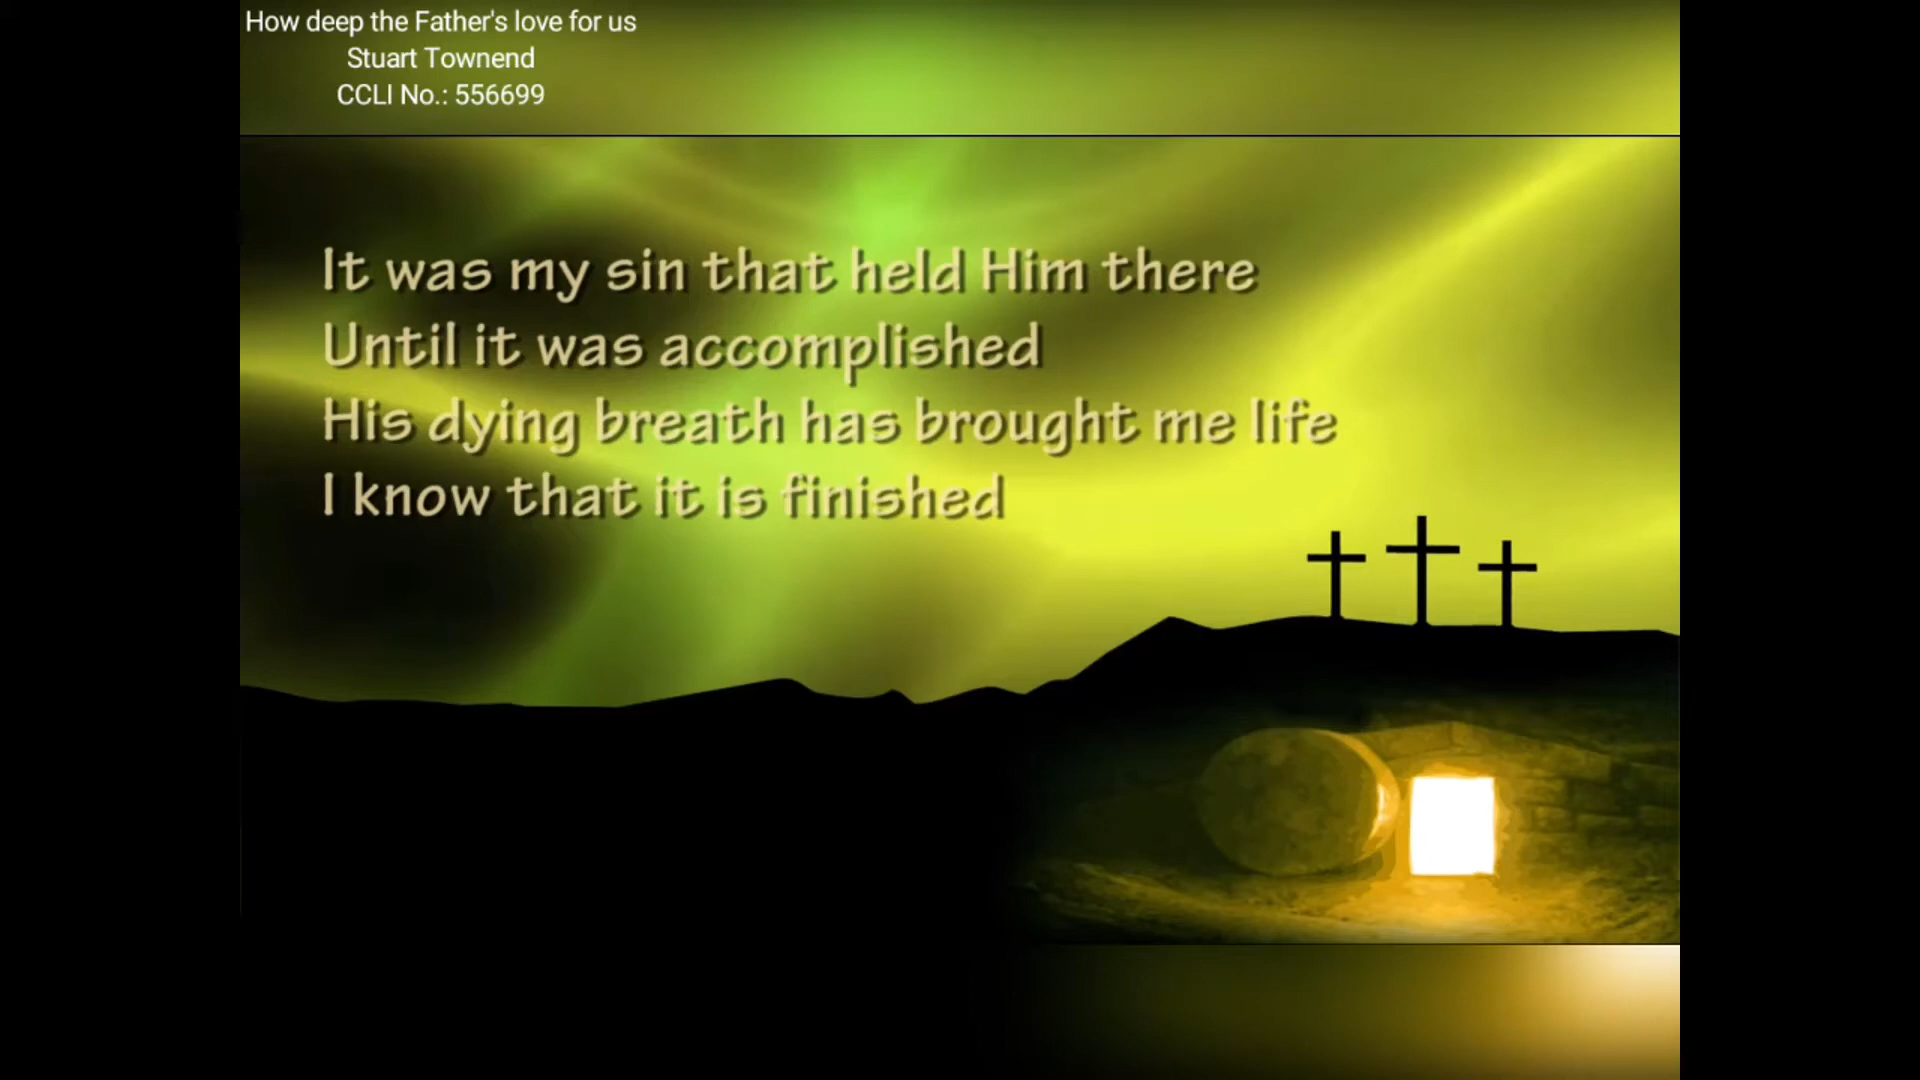 How deep the Father's love for us
Stuart Townend
CCLI No.: 556699
It was my sin that held Him there
Until it was accomplished
His dying breath has brought me life
I know that it is finished